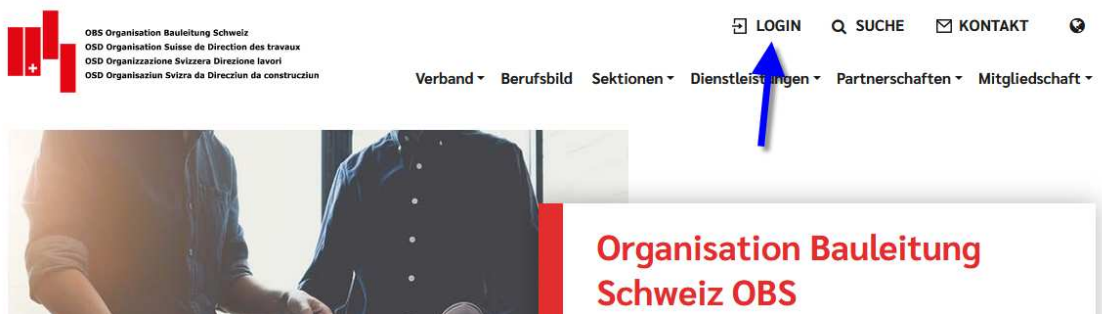 OBS Organisation Bauleitung Schweiz
OSD Organisation Suisse de Direction des travaux
OSD Organizzazione Svizzera Direzione lavori
OSD Organisaziun Svizra da Direcziun da construcziun
LOGIN SUCHE KONTAKT
Verband Berufsbild Sektionen Dienstleistungen Partnerschaften Mitgliedschaft
Organisation Bauleitung
Schweiz OBS